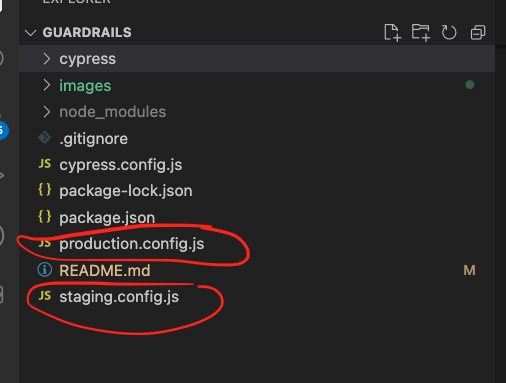 GUARDRAILS
cypress
images
node_modules
.gitignore
JS cypress.config.js
{} package-lock.json
{} package.json
JS production.config.js
README.md M
JS staging.config.js